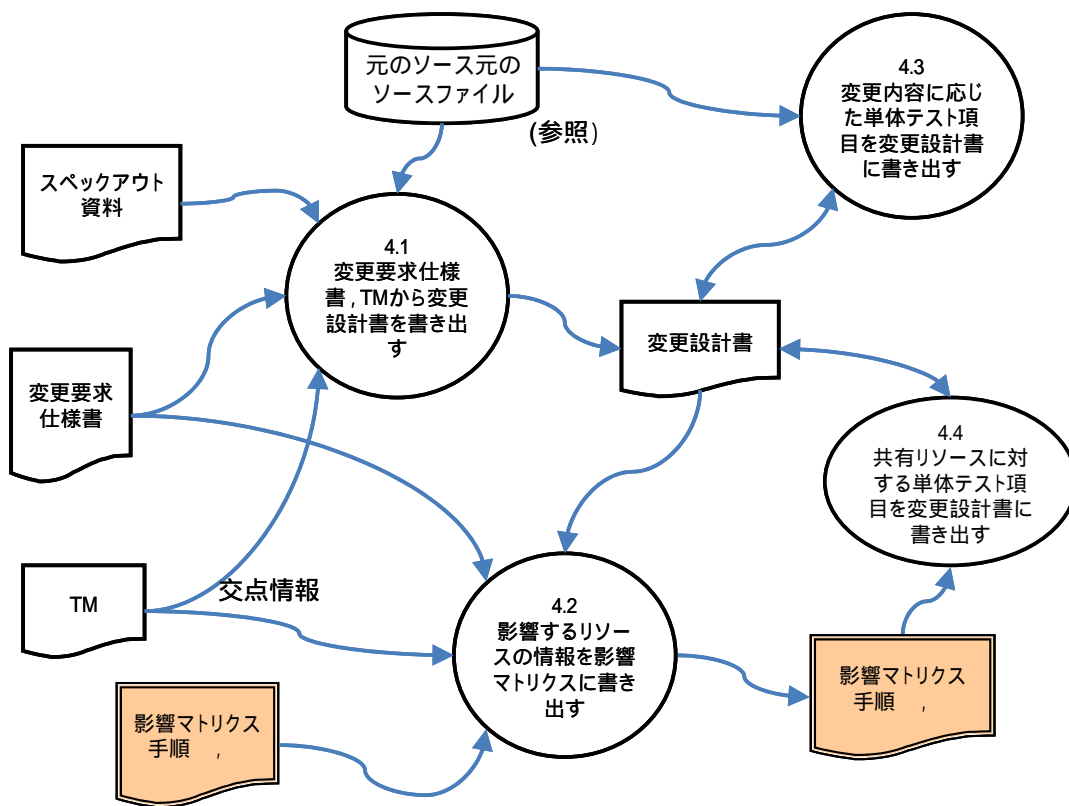 元のソース元の
ソースファイル
(参照)
4.3
変更内容に応じ
た単体テスト項
目を変更設計書
に書き出す
スペックアウト
資料
4.1
変更要求仕様
書,TMから変更
設計書を書き出
す
変更設計書
変更要求
仕様書
4.4
共有リソースに対
する単体テスト項
目を変更設計書に
書き出す
TM
交点情報
4.2
影響するリソー
スの情報を影響
マトリクスに書き
出す
影響マトリクス
手順 ,
影響マトリクス
手順 ,